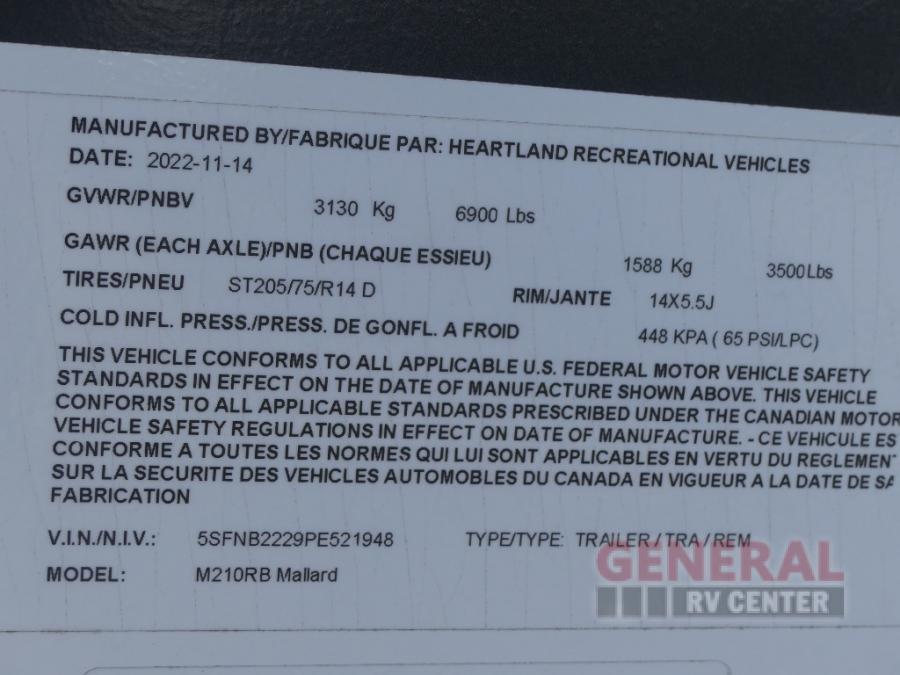 MANUFACTURED BY/FABRIQUE PAR: HEARTLAND RECREATIONAL VEHICLES
DATE: 2022-11-14
GVWR/PNBV 3130 Kg 6900 Lbs
GAWR (EACH AXLE)/PNB (CHAQUE ESSIEU) 1588 Kg 3500Lbs
TIRES/PNEU ST205/75/R14 D RIM/JANTE 14X5.5J
COLD INFL. PRESS./PRESS. DE GONFL. A FROID 448 KPA ( 65 PSI/LPC)
THIS VEHICLE CONFORMS TO ALL APPLICABLE U.S. FEDERAL MOTOR VEHICLE SAFETY
STANDARDS IN EFFECT ON THE DATE OF MANUFACTURE SHOWN ABOVE. THIS VEHICLE
CONFORMS TO ALL APPLICABLE STANDARDS PRESCRIBED UNDER THE CANADIAN MOTOR
VEHICLE SAFETY REGULATIONS IN EFFECT ON DATE OF MANUFACTURE. - CE VEHICULE ES
CONFORME A TOUTES LES NORMES QUI LUI SONT APPLICABLES EN VERTU DU REGLEMEN
SUR LA SECURITE DES VEHICLES AUTOMOBILES DU CANADA EN VIGUEUR A LA DATE DE SA
FABRICATION
V.I.N./N.I.V.: 5SFNB2229PE521948 TYPE/TYPE: TRAILER / TRA / REM
MODEL: M210RB Mallard
GENERAL
RV CENTER